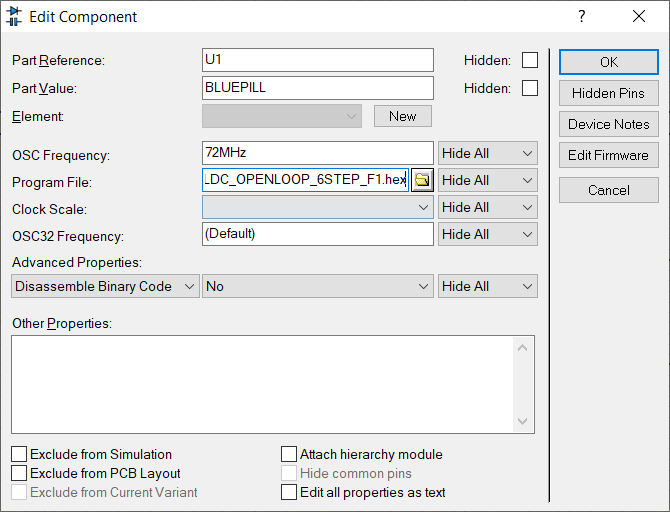 Edit Component
?
Part Reference: U1 Hidden: OK
Part Value: BLUEPILL Hidden: Hidden Pins
Element: New Device Notes
OSC Frequency: 72MHz Hide All Edit Firmware
Program File: LDC_OPENLOOP_6STEP_F1.hex Hide All Cancel
Clock Scale: Hide All
OSC32 Frequency: (Default) Hide All
Advanced Properties:
Disassemble Binary Code No Hide All
Other Properties:
Exclude from Simulation Attach hierarchy module
Exclude from PCB Layout Hide common pins
Exclude from Current Variant Edit all properties as text